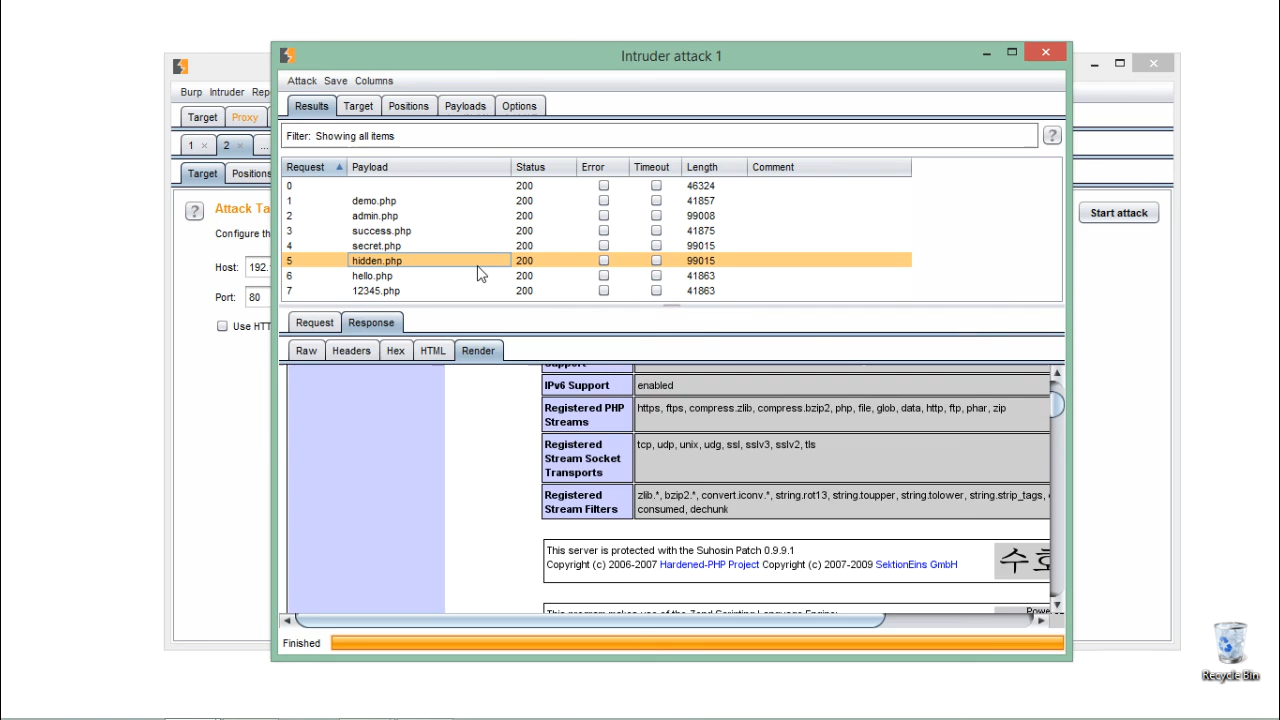 Intruder attack 1
Burp Intruder Rep
Attack Save Columns
Target Proxy
Results Target Positions Payloads Options
1 × 2 × ...
Filter: Showing all items
?
Target Positions
Request Payload Status Error Timeout Length Comment
0 200 46324
1 demo.php 200 41857
2 admin.php 200 99008
3 success.php 200 41875
4 secret.php 200 99015
5 hidden.php 200 99015
6 hello.php 200 41863
7 12345.php 200 41863
? Attack Ta
Start attack
Configure th
Host: 192.
Port: 80
Use HTT
Request Response
Raw Headers Hex HTML Render
Support
IPv6 Support enabled
Registered PHP
Streams
https, ftps, compress.zlib, compress.bzip2, php, file, glob, data, http, ftp, phar, zip
Registered
Stream Socket
Transports
tcp, udp, unix, udg, ssl, sslv3, sslv2, tls
Registered
Stream Filters
zlib.*, bzip2.*, convert.iconv.*, string.rot13, string.toupper, string.tolower, string.strip_tags,
consumed, dechunk
This server is protected with the Suhosin Patch 0.9.9.1
Copyright (c) 2006-2007 Hardened-PHP Project Copyright (c) 2007-2009 SektionEins GmbH
수호
This program makes use of the Zend Scripting Language Engine:
Powe
Finished
Recycle Bin